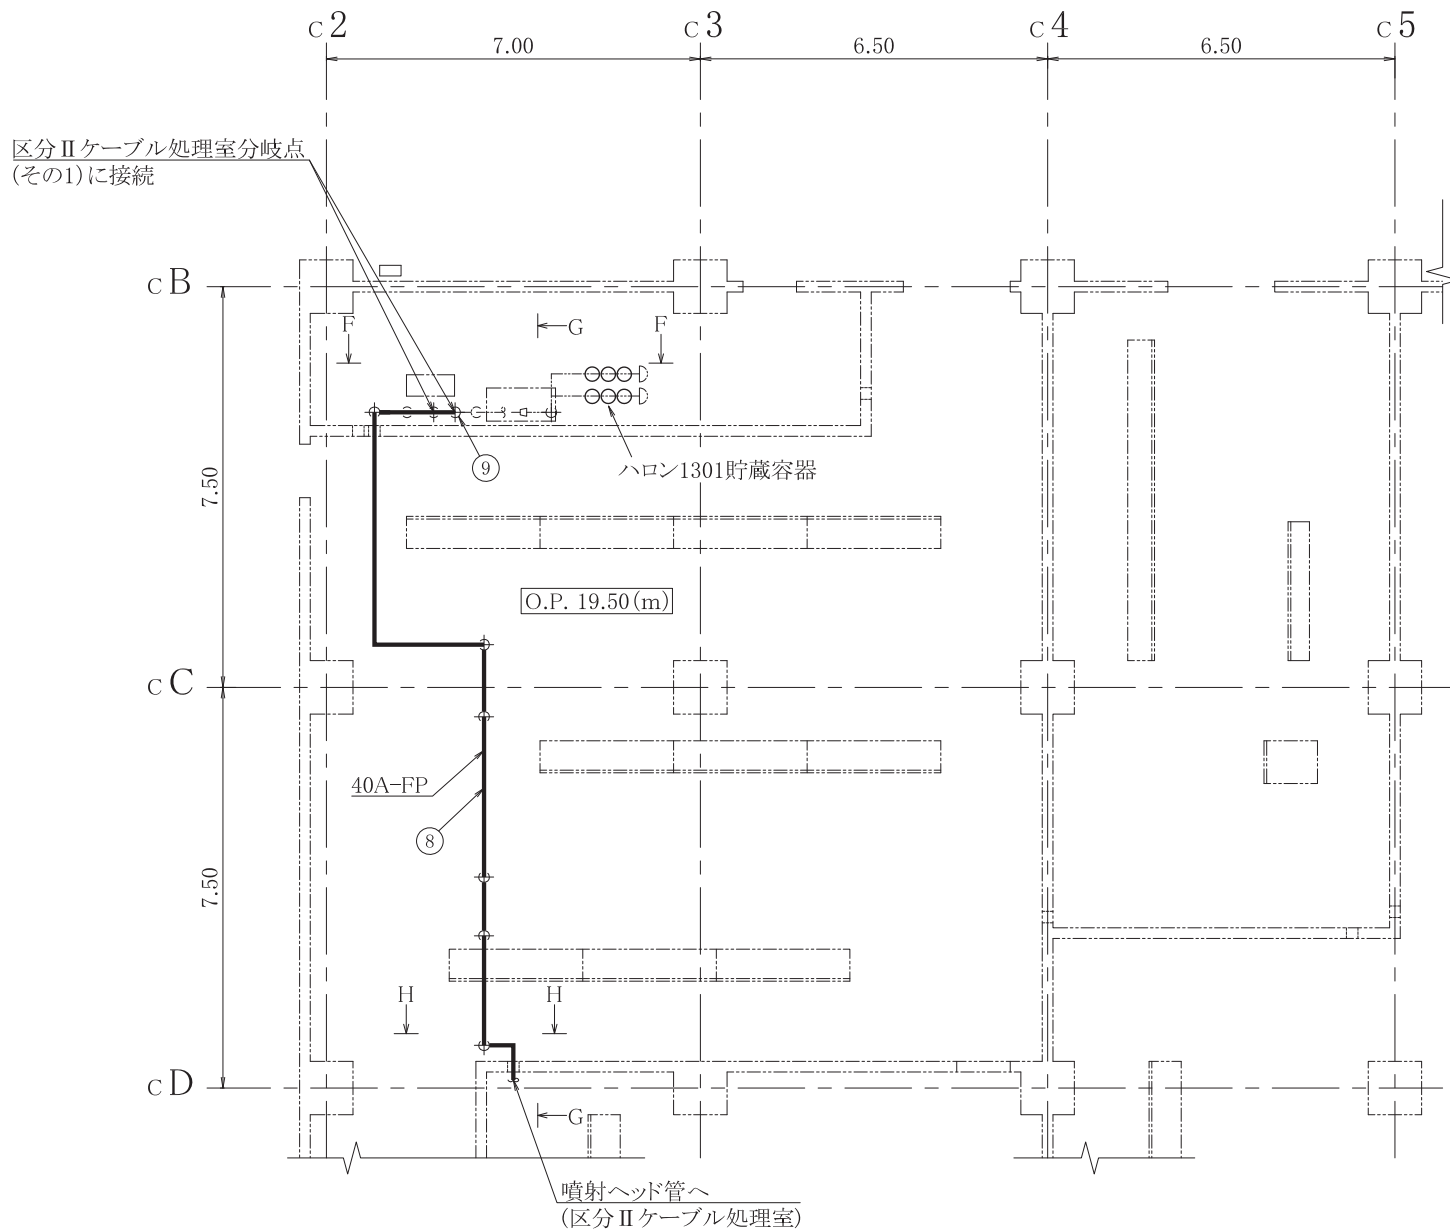 C2
C3
C4
C5
7.00
6.50
6.50
区分Ⅱケーブル処理室分岐点
(その1)に接続
CB
F
G
F
7.50
⑨
ハロン1301貯蔵容器
O.P. 19.50(m)
CC
40A-FP
⑧
7.50
H
H
CD
G
噴射ヘッド管へ
(区分Ⅱケーブル処理室)